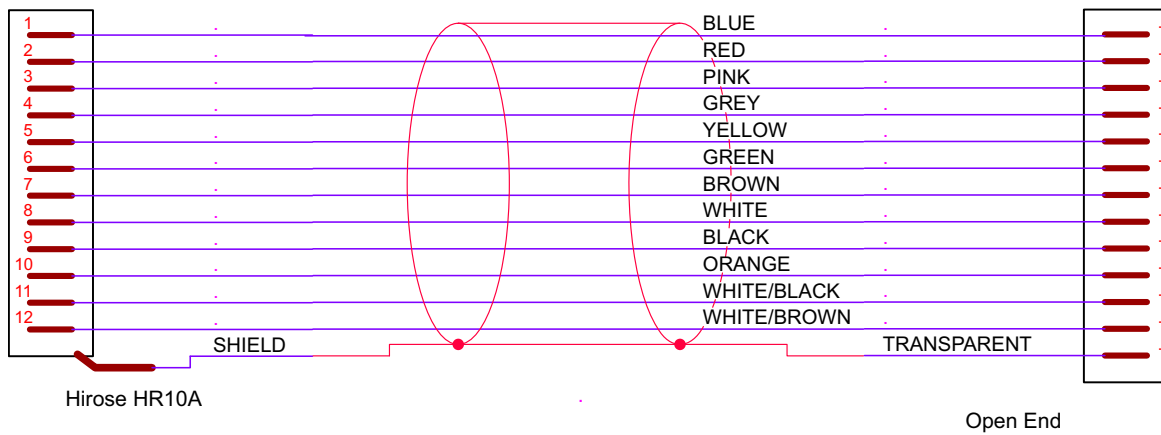 1 BLUE
2 RED
3 PINK
4 GREY
5 YELLOW
6 GREEN
7 BROWN
8 WHITE
9 BLACK
10 ORANGE
11 WHITE/BLACK
12 WHITE/BROWN
SHIELD TRANSPARENT
Hirose HR10A
Open End